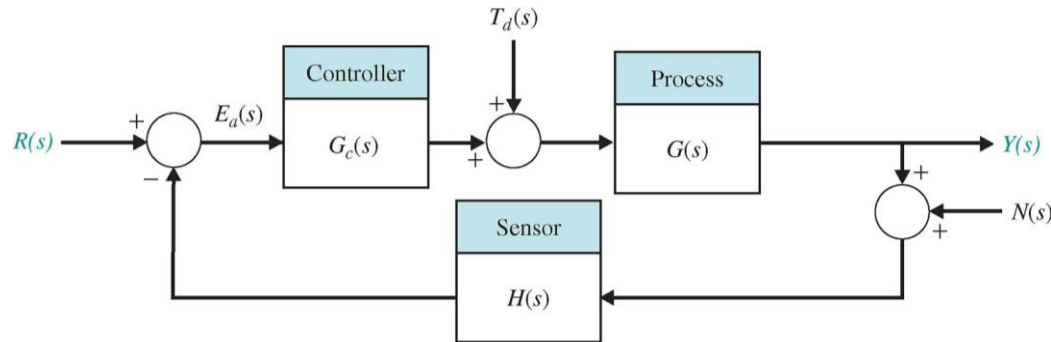 T_d(s)
Controller
Process
+
E_a(s)
+
R(s)
G_c(s)
+
G(s)
Y(s)
−
+
Sensor
N(s)
+
H(s)